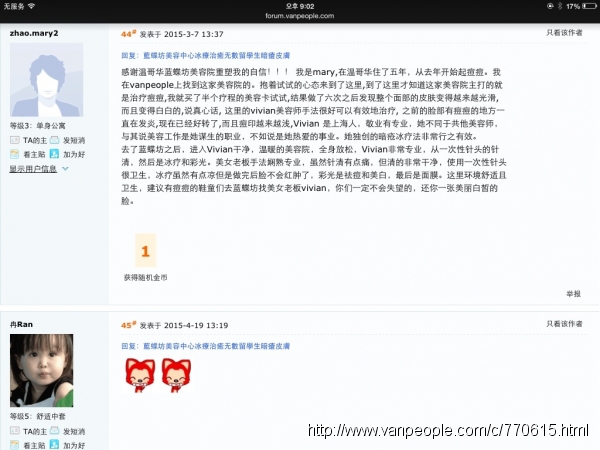 无服务 오후 9:02 17%
forum.vanpeople.com
zhao.mary2
44# 发表于 2015-3-7 13:37 只看该作者
回复：藍蝶坊美容中心冰療治癒无數留學生暗瘡皮膚
感谢温哥华蓝蝶坊美容院重塑我的自信！！！ 我是mary,在温哥华住了五年，从去年开始起痘痘。我
在vanpeople上找到这家美容院的。抱着试试的心态来到了这里,到了这里才知道这家美容院主打的就
是治疗痘痘,我就买了半个疗程的美容卡试试,结果做了六次之后发现整个面部的皮肤变得越来越光滑,
而且变得白白的,说真心话, 这里的vivian美容师手法很好可以有效地治疗, 之前的脸部有痘痘的地方一
直在发炎,现在已经好转了,而且痘印越来越浅,Vivian 是上海人，敬业有专业，她不同于共他美容师，
与其说美容工作是她谋生的职业，不如说是她热爱的事业。她独创的暗疮冰疗法非常行之有效。
去了蓝蝶坊之后，进入Vivian干净，温暖的美容院，全身放松，Vivian非常专业，从一次性针头的针
清，然后是冰疗和彩光。美女老板手法娴熟专业，虽然针清有点痛，但清的非常干净，使用一次性针头
很卫生，冰疗虽然有点凉但是做完后脸不会红肿了，彩光是祛痘和美白，最后是面膜。这里环境舒适且
卫生，建议有痘痘的鞋童们去蓝蝶坊找美女老板vivian，你们一定不会失望的，还你一张美丽白皙的
脸。
等级3：单身公寓
TA的主 发短消
看主贴 加为好
显示用户信息
1
获得随机金币
举报
冉Ran
45# 发表于 2015-4-19 13:19 只看该作者
回复：藍蝶坊美容中心冰療治癒无數留學生暗瘡皮膚
等级5：舒适中套
TA的主 发短消
看主贴 加为好
http://www.vanpeople.com/c/770615.html